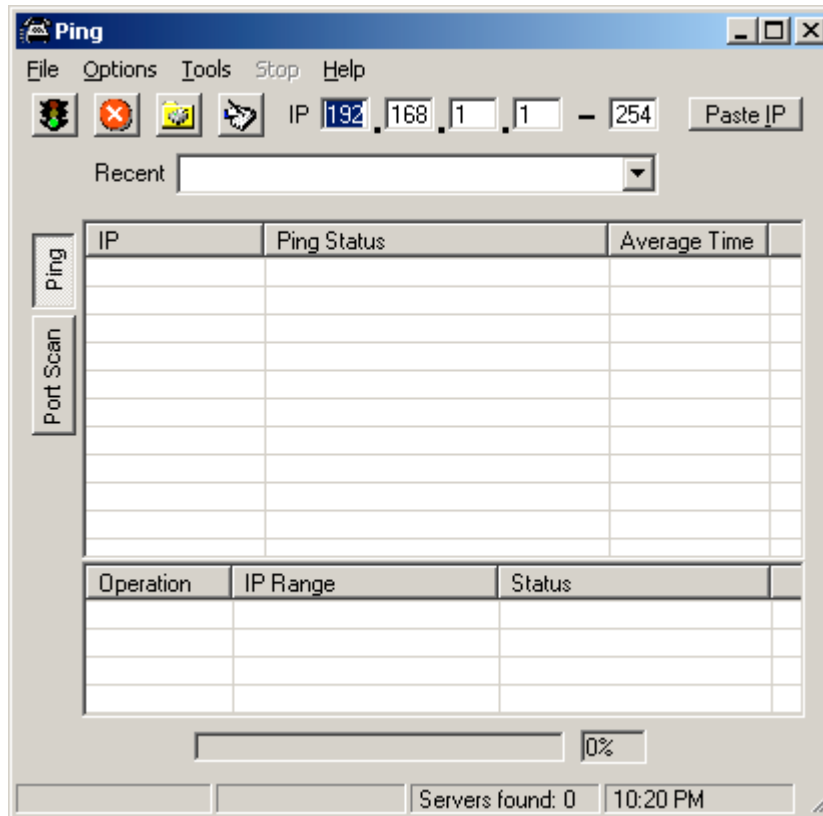 Ping
File Options Tools Stop Help
IP 192 . 168 . 1 . 1 – 254 Paste IP
Recent
Ping
Port Scan
IP Ping Status Average Time
Operation IP Range Status
0%
Servers found: 0 10:20 PM